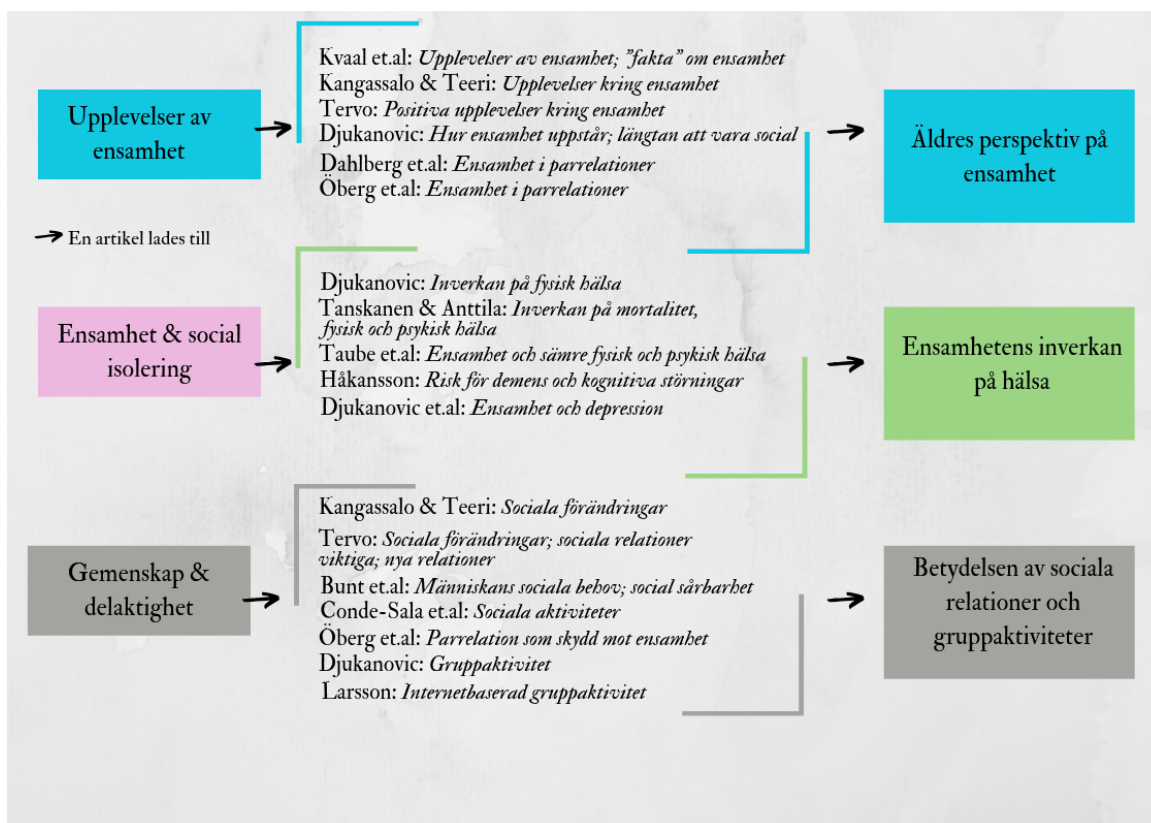 Upplevelser av
ensamhet
Kvaal et.al: Upplevelser av ensamhet; "fakta" om ensamhet
Kangassalo & Teeri: Upplevelser kring ensamhet
Tervo: Positiva upplevelser kring ensamhet
Djukanovic: Hur ensamhet uppstår; längtan att vara social
Dahlberg et.al: Ensamhet i parrelationer
Öberg et.al: Ensamhet i parrelationer
Äldres perspektiv på
ensamhet
En artikel lades till
Ensamhet & social
isolering
Djukanovic: Inverkan på fysisk hälsa
Tanskanen & Anttila: Inverkan på mortalitet,
fysisk och psykisk hälsa
Taube et.al: Ensamhet och sämre fysisk och psykisk hälsa
Håkansson: Risk för demens och kognitiva störningar
Djukanovic et.al: Ensamhet och depression
Ensamhetens inverkan
på hälsa
Gemenskap &
delaktighet
Kangassalo & Teeri: Sociala förändringar
Tervo: Sociala förändringar; sociala relationer
viktiga; nya relationer
Bunt et.al: Människans sociala behov; social sårbarhet
Conde-Sala et.al: Sociala aktiviteter
Öberg et.al: Parrelation som skydd mot ensamhet
Djukanovic: Gruppaktivitet
Larsson: Internetbaserad gruppaktivitet
Betydelsen av sociala
relationer och
gruppaktiviteter